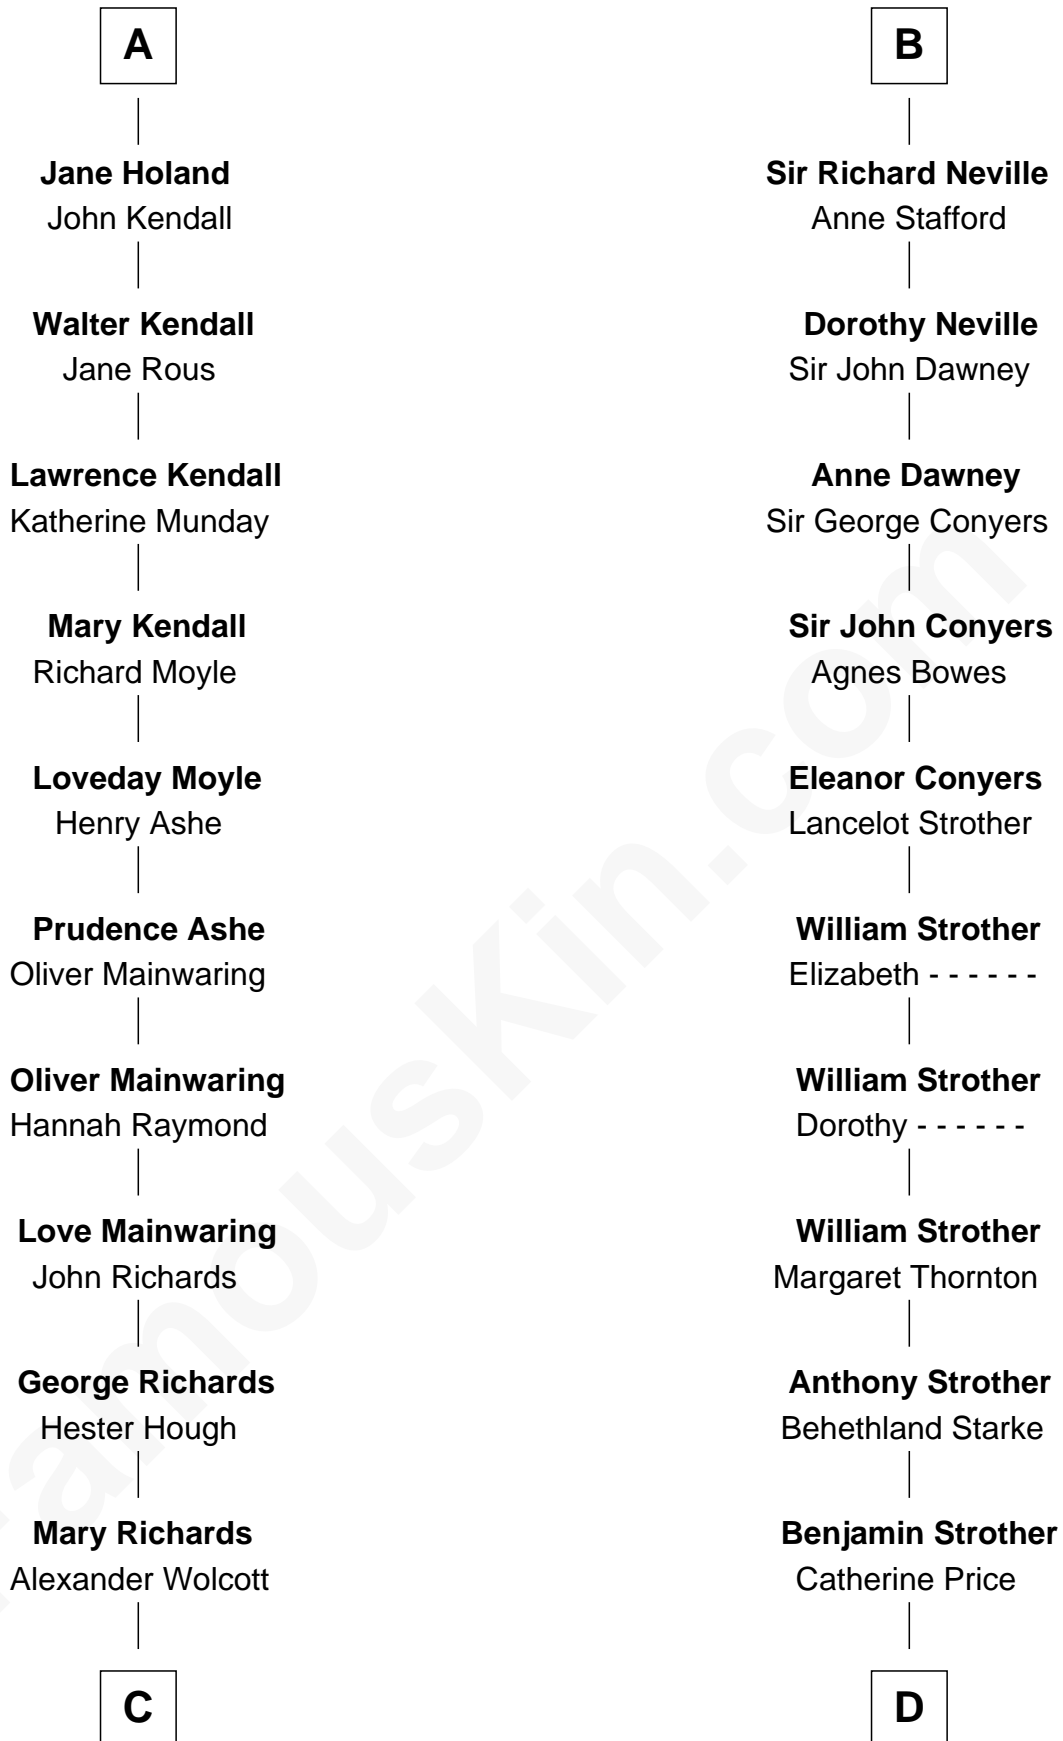 A
Jane Holand
John Kendall
Walter Kendall
Jane Rous
Lawrence Kendall
Katherine Munday
Mary Kendall
Richard Moyle
Loveday Moyle
Henry Ashe
Prudence Ashe
Oliver Mainwaring
Oliver Mainwaring
Hannah Raymond
Love Mainwaring
John Richards
George Richards
Hester Hough
Mary Richards
Alexander Wolcott
C
B
Sir Richard Neville
Anne Stafford
Dorothy Neville
Sir John Dawney
Anne Dawney
Sir George Conyers
Sir John Conyers
Agnes Bowes
Eleanor Conyers
Lancelot Strother
William Strother
Elizabeth - - - - - -
William Strother
Dorothy - - - - - -
William Strother
Margaret Thornton
Anthony Strother
Behethland Starke
Benjamin Strother
Catherine Price
D
FamousKin.com